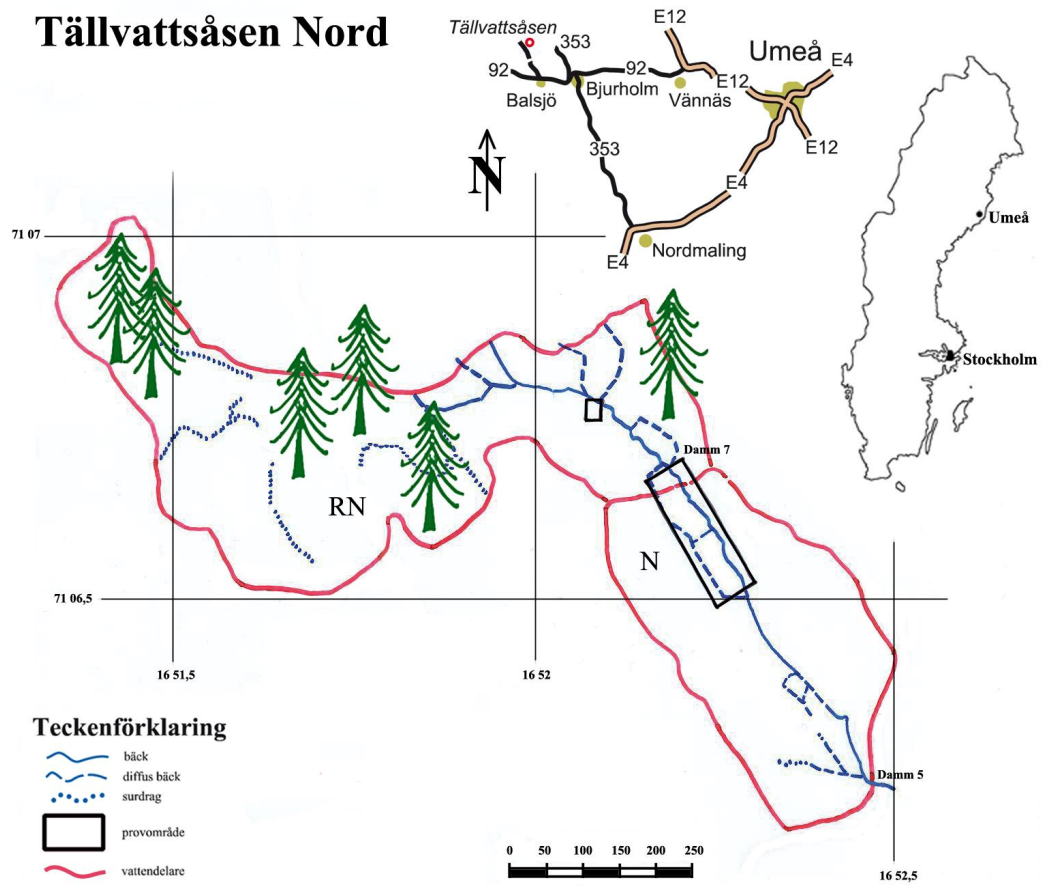 Tällvattsåsen Nord
Tällvattsåsen
353
E12
Umeå
E4
92
92
E12
Balsjö
Bjurholm
Vännäs
353
E12
N
E4
Nordmaling
E4
Umeå
Stockholm
71 07
Damm 7
RN
N
71 06,5
16 51,5
16 52
Damm 5
16 52,5
Teckenförklaring
bäck
diffus bäck
surdrag
provområde
vattendelare
0 50 100 150 200 250